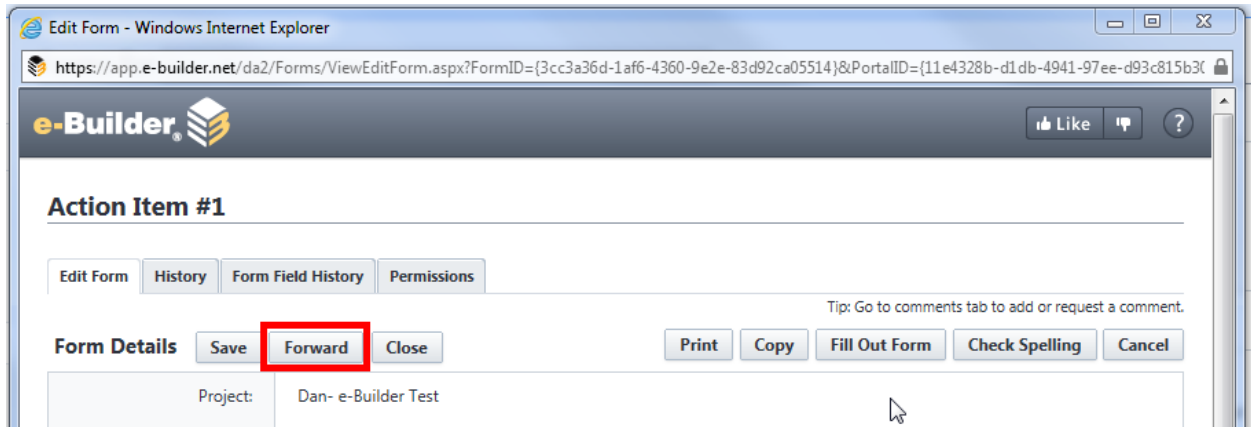 Edit Form - Windows Internet Explorer
https://app.e-builder.net/da2/Forms/ViewEditForm.aspx?FormID={3cc3a36d-1af6-4360-9e2e-83d92ca05514}&PortalID={11e4328b-d1db-4941-97ee-d93c815b3(
e-Builder® Like ?
Action Item #1
Edit Form History Form Field History Permissions
Tip: Go to comments tab to add or request a comment.
Form Details Save Forward Close Print Copy Fill Out Form Check Spelling Cancel
Project: Dan- e-Builder Test